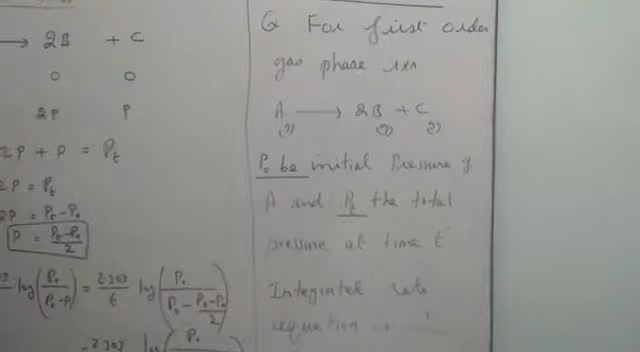 → 2B + C
0 0
2P P
2P + P = Pt
2P = Pt
2P = Pt - P₀
P = Pt - P₀ / 2
log(P₀ / P₀ - P) = 2.303 / t log(P₀ / P₀ - Pt - P₀ / 2)
2.303 log(P₀
Q For first order
gas phase rxn
A → 2B + C
(g) (g) (g)
P₀ be initial pressure of
A and Pt the total
pressure at time t
Integrated rate
equation is